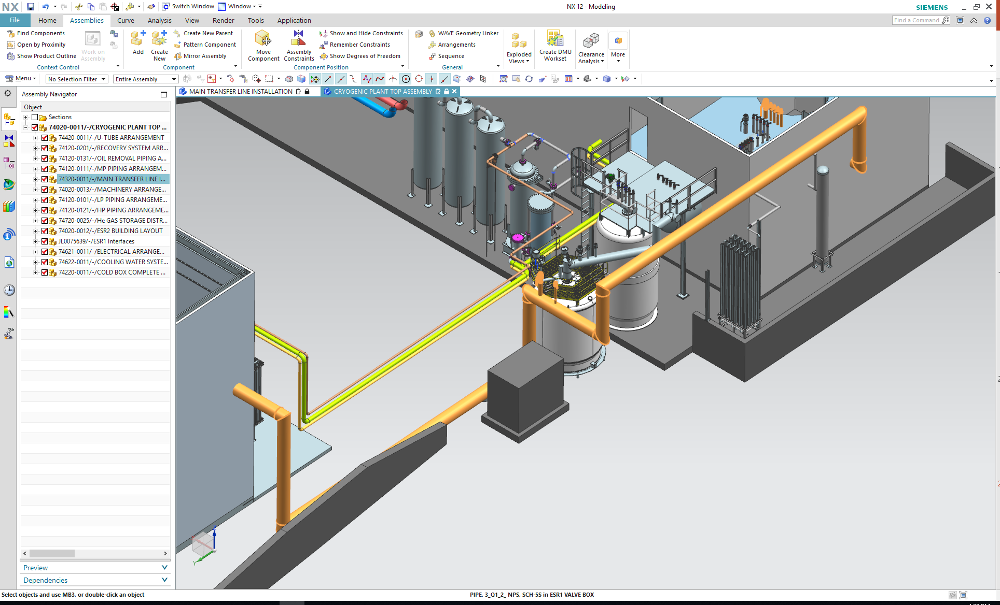 NX
Switch Window
Window
NX 12 - Modeling
SIEMENS
File
Home
Assemblies
Curve
Analysis
View
Render
Tools
Application
Find a Command
Find Components
Open by Proximity
Show Product Outline
Work on Assembly
Context Control
Add
Create New
Create New Parent
Pattern Component
Mirror Assembly
Component
Move Component
Assembly Constraints
Show and Hide Constraints
Remember Constraints
Show Degrees of Freedom
Component Position
WAVE Geometry Linker
Arrangements
Sequence
General
Exploded Views
Create DMU Workset
Clearance Analysis
More
Menu
No Selection Filter
Entire Assembly
Assembly Navigator
MAIN TRANSFER LINE INSTALLATION
CRYOGENIC PLANT TOP ASSEMBLY
Object
Sections
74020-0011/-/CRYOGENIC PLANT TOP ...
74420-0011/-/U-TUBE ARRANGEMENT
74120-0201/-/RECOVERY SYSTEM ARR...
74120-0131/-/OIL REMOVAL PIPING A...
74120-0111/-/MP PIPING ARRANGEM...
74320-0011/-/MAIN TRANSFER LINE I...
74020-0013/-/MACHINERY ARRANGE...
74120-0101/-/LP PIPING ARRANGEME...
74120-0121/-/HP PIPING ARRANGEME...
74720-0025/-/He GAS STORAGE DISTR...
74020-0012/-/ESR2 BUILDING LAYOUT
JL0075639/-/ESR1 Interfaces
74621-0011/-/ELECTRICAL ARRANGE...
74622-0011/-/COOLING WATER SYSTE...
74220-0011/-/COLD BOX COMPLETE ...
Z
Y
Preview
Dependencies
Select objects and use MB3, or double-click an object
PIPE, 3_Q1_2_ NPS, SCH-5S in ESR1 VALVE BOX